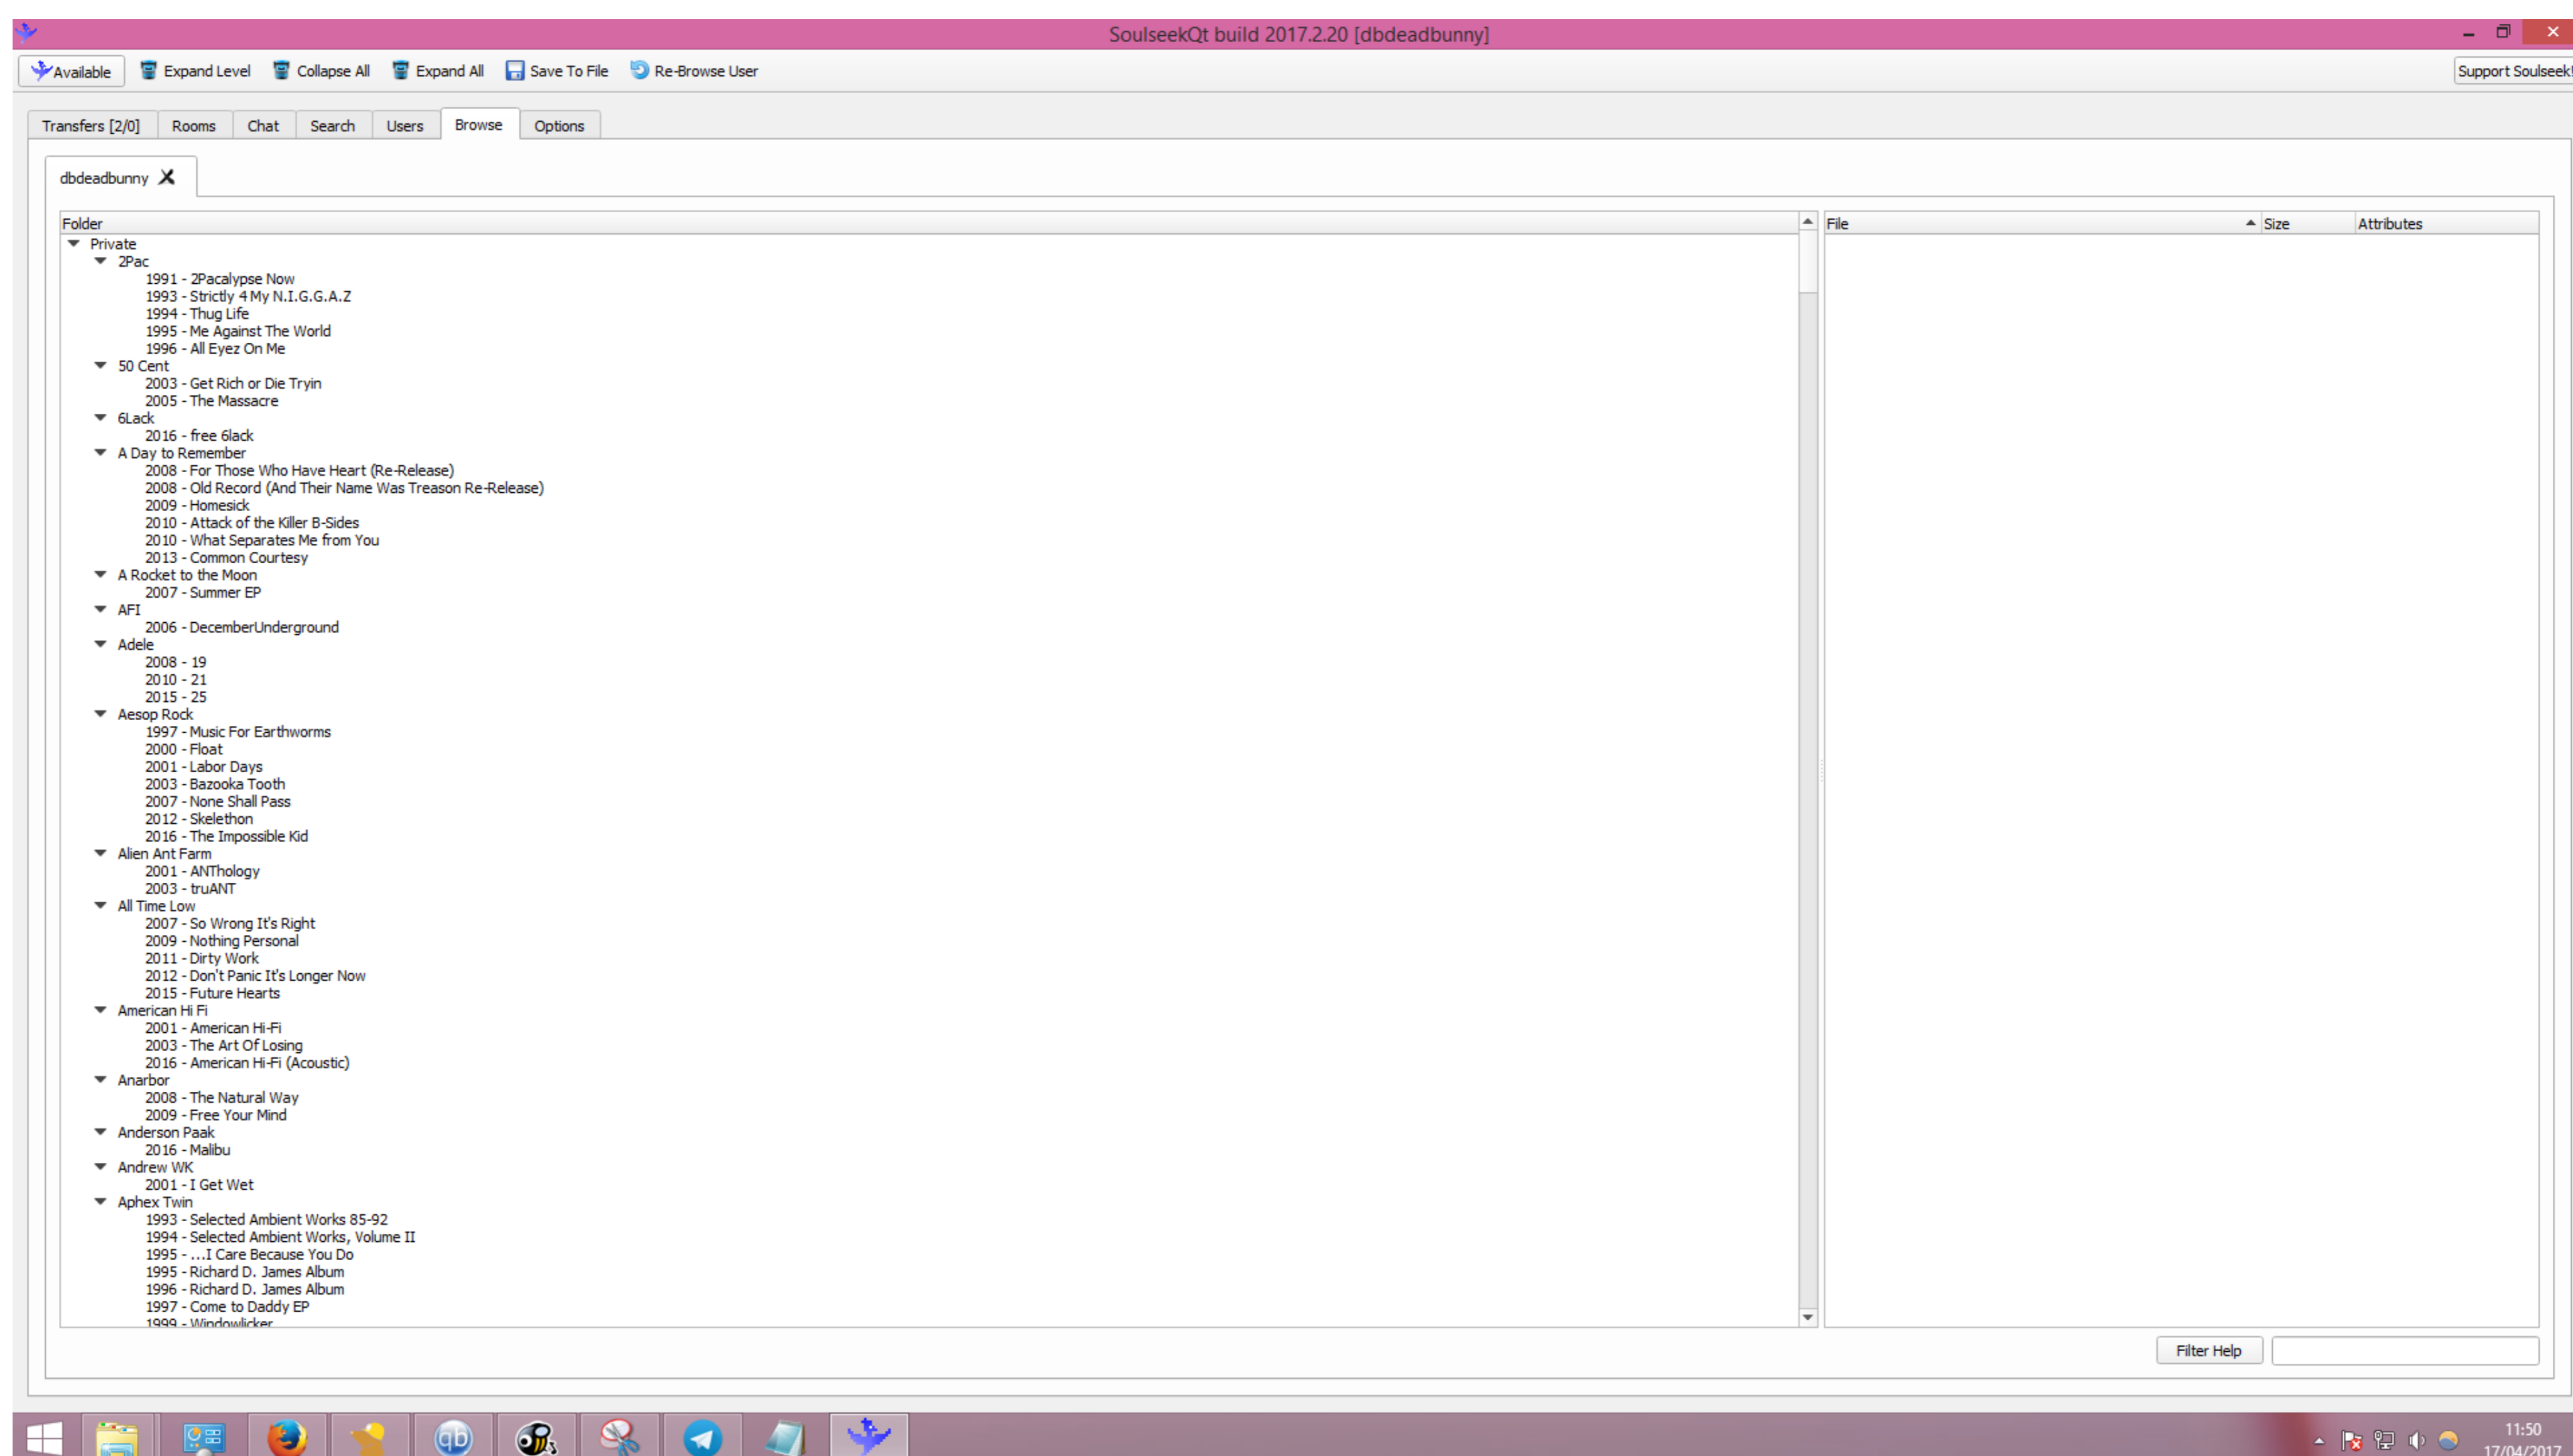 SoulseekQt build 2017.2.20 [dbdeadbunny]
Available Expand Level Collapse All Expand All Save To File Re-Browse User Support Soulseek!
Transfers [2/0] Rooms Chat Search Users Browse Options
dbdeadbunny
Folder File Size Attributes
Private
2Pac
1991 - 2Pacalypse Now
1993 - Strictly 4 My N.I.G.G.A.Z
1994 - Thug Life
1995 - Me Against The World
1996 - All Eyez On Me
50 Cent
2003 - Get Rich or Die Tryin
2005 - The Massacre
6Lack
2016 - free 6lack
A Day to Remember
2008 - For Those Who Have Heart (Re-Release)
2008 - Old Record (And Their Name Was Treason Re-Release)
2009 - Homesick
2010 - Attack of the Killer B-Sides
2010 - What Separates Me from You
2013 - Common Courtesy
A Rocket to the Moon
2007 - Summer EP
AFI
2006 - DecemberUnderground
Adele
2008 - 19
2010 - 21
2015 - 25
Aesop Rock
1997 - Music For Earthworms
2000 - Float
2001 - Labor Days
2003 - Bazooka Tooth
2007 - None Shall Pass
2012 - Skelethon
2016 - The Impossible Kid
Alien Ant Farm
2001 - ANThology
2003 - truANT
All Time Low
2007 - So Wrong It's Right
2009 - Nothing Personal
2011 - Dirty Work
2012 - Don't Panic It's Longer Now
2015 - Future Hearts
American Hi Fi
2001 - American Hi-Fi
2003 - The Art Of Losing
2016 - American Hi-Fi (Acoustic)
Anarbor
2008 - The Natural Way
2009 - Free Your Mind
Anderson Paak
2016 - Malibu
Andrew WK
2001 - I Get Wet
Aphex Twin
1993 - Selected Ambient Works 85-92
1994 - Selected Ambient Works, Volume II
1995 - ...I Care Because You Do
1995 - Richard D. James Album
1996 - Richard D. James Album
1997 - Come to Daddy EP
1999 - Windowlicker
Filter Help
qb
11:50
17/04/2017